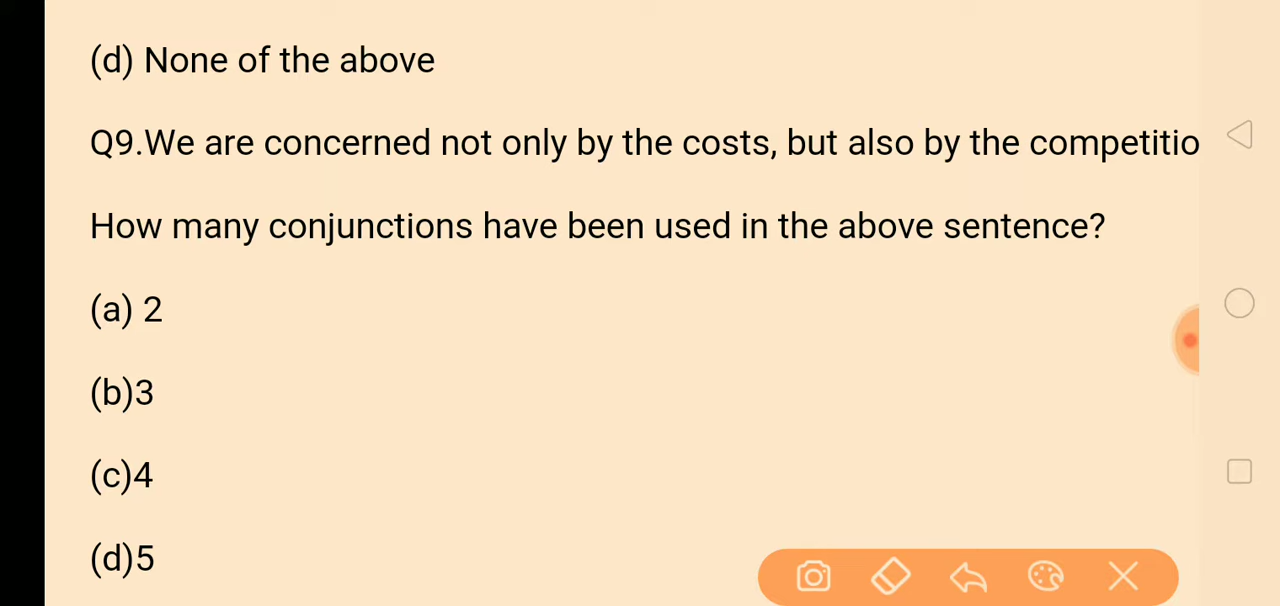 (d) None of the above
Q9.We are concerned not only by the costs, but also by the competitio
How many conjunctions have been used in the above sentence?
(a) 2
(b)3
(c)4
(d)5